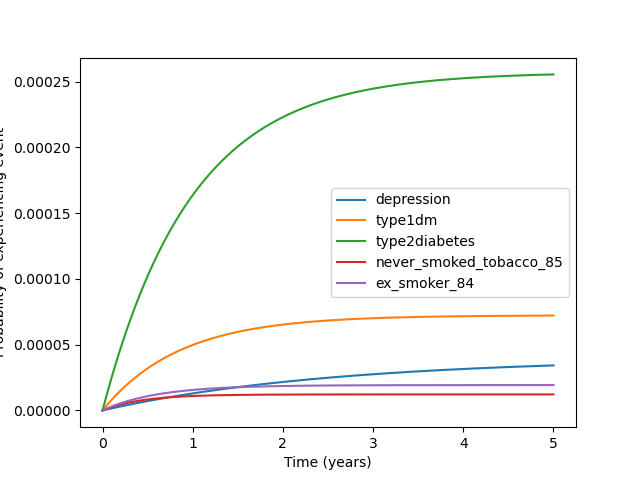 0.00025
0.00020
0.00015
0.00010
0.00005
0.00000
Probability of experiencing event
0 1 2 3 4 5
Time (years)
depression
type1dm
type2diabetes
never_smoked_tobacco_85
ex_smoker_84